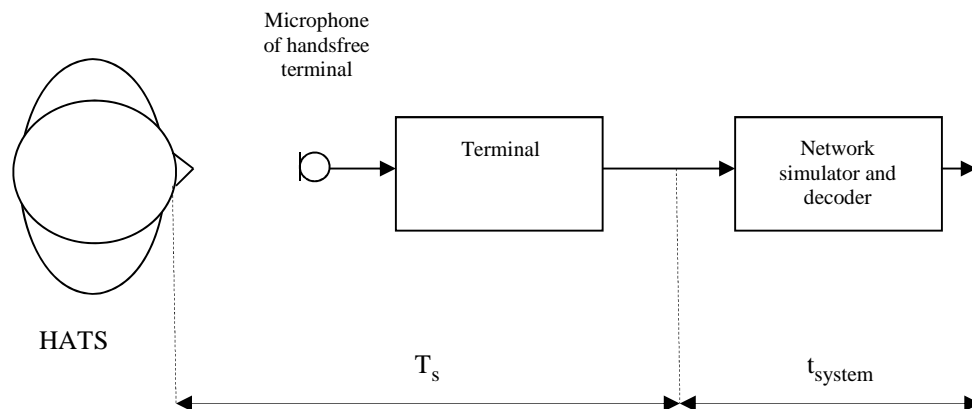 Microphone
of handsfree
terminal
Terminal
Network
simulator and
decoder
HATS
Ts
tsystem